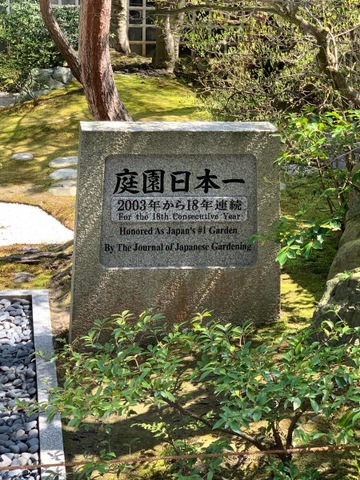 庭園日本一
2003年から18年連続
For the 18th Consecutive Year
Honored As Japan's #1 Garden
By The Journal of Japanese Gardening